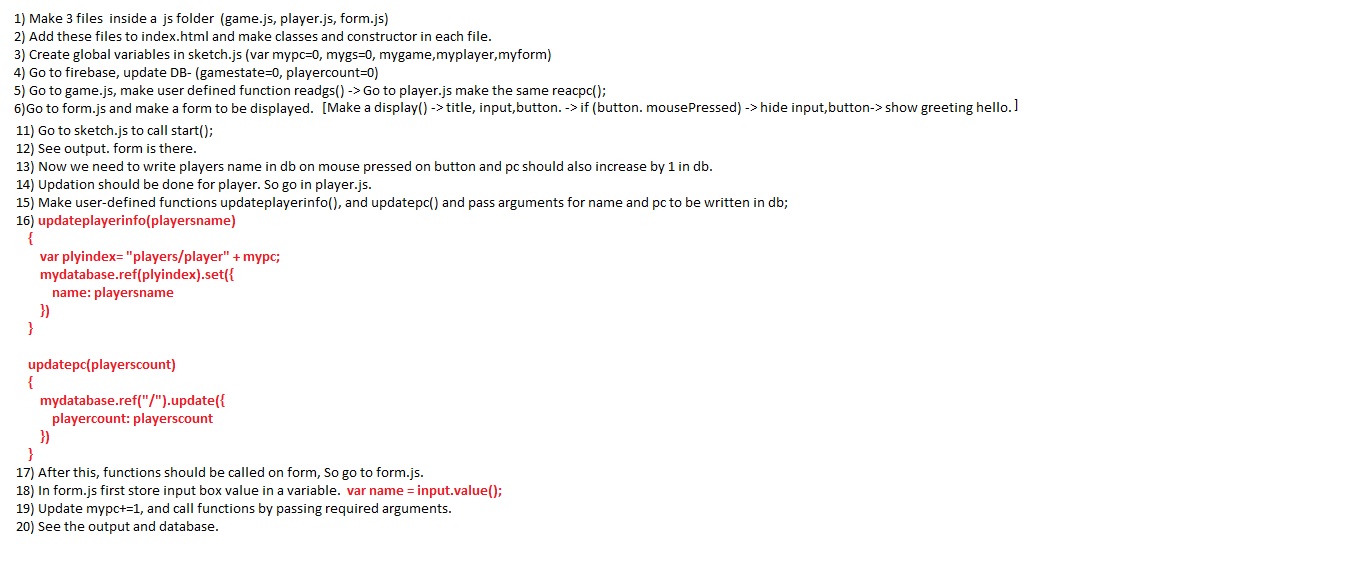 1) Make 3 files inside a js folder (game.js, player.js, form.js)
2) Add these files to index.html and make classes and constructor in each file.
3) Create global variables in sketch.js (var mypc=0, mygs=0, mygame,myplayer,myform)
4) Go to firebase, update DB- (gamestate=0, playercount=0)
5) Go to game.js, make user defined function readgs() -> Go to player.js make the same reacpc();
6)Go to form.js and make a form to be displayed. [Make a display() -> title, input,button. -> if (button. mousePressed) -> hide input,button-> show greeting hello.]
11) Go to sketch.js to call start();
12) See output. form is there.
13) Now we need to write players name in db on mouse pressed on button and pc should also increase by 1 in db.
14) Updation should be done for player. So go in player.js.
15) Make user-defined functions updateplayerinfo(), and updatepc() and pass arguments for name and pc to be written in db;
16) updateplayerinfo(playersname)
{
var plyindex= "players/player" + mypc;
mydatabase.ref(plyindex).set({
name: playersname
})
}
updatepc(playerscount)
{
mydatabase.ref("/").update({
playercount: playerscount
})
}
17) After this, functions should be called on form, So go to form.js.
18) In form.js first store input box value in a variable. var name = input.value();
19) Update mypc+=1, and call functions by passing required arguments.
20) See the output and database.